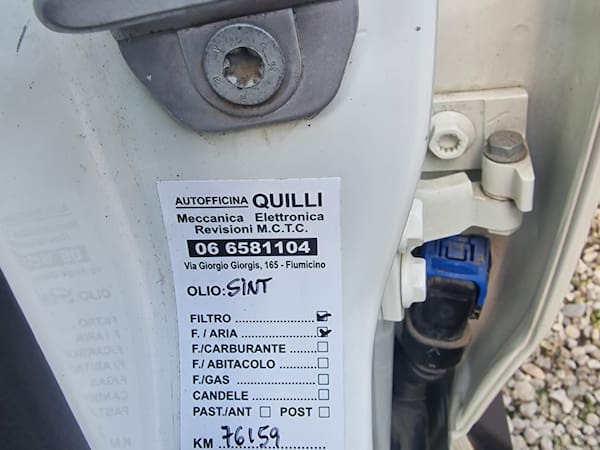 AUTOFFICINA QUILLI
Meccanica Elettronica
Revisioni M.C.T.C.
06 6581104
Via Giorgio Giorgis, 165 - Fiumicino
OLIO: SINT
FILTRO ........................ ☑
F./ARIA ........................ ☑
F./CARBURANTE ....... ☐
F./ABITACOLO .......... ☐
F./GAS ........................ ☐
CANDELE .................. ☐
PAST./ANT ☐ POST ☐
KM 76159